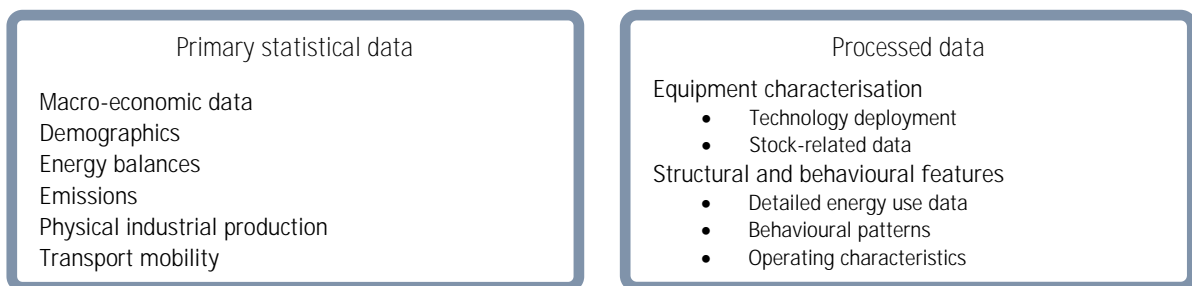 Primary statistical data
Macro-economic data
Demographics
Energy balances
Emissions
Physical industrial production
Transport mobility
Processed data
Equipment characterisation
• Technology deployment
• Stock-related data
Structural and behavioural features
• Detailed energy use data
• Behavioural patterns
• Operating characteristics